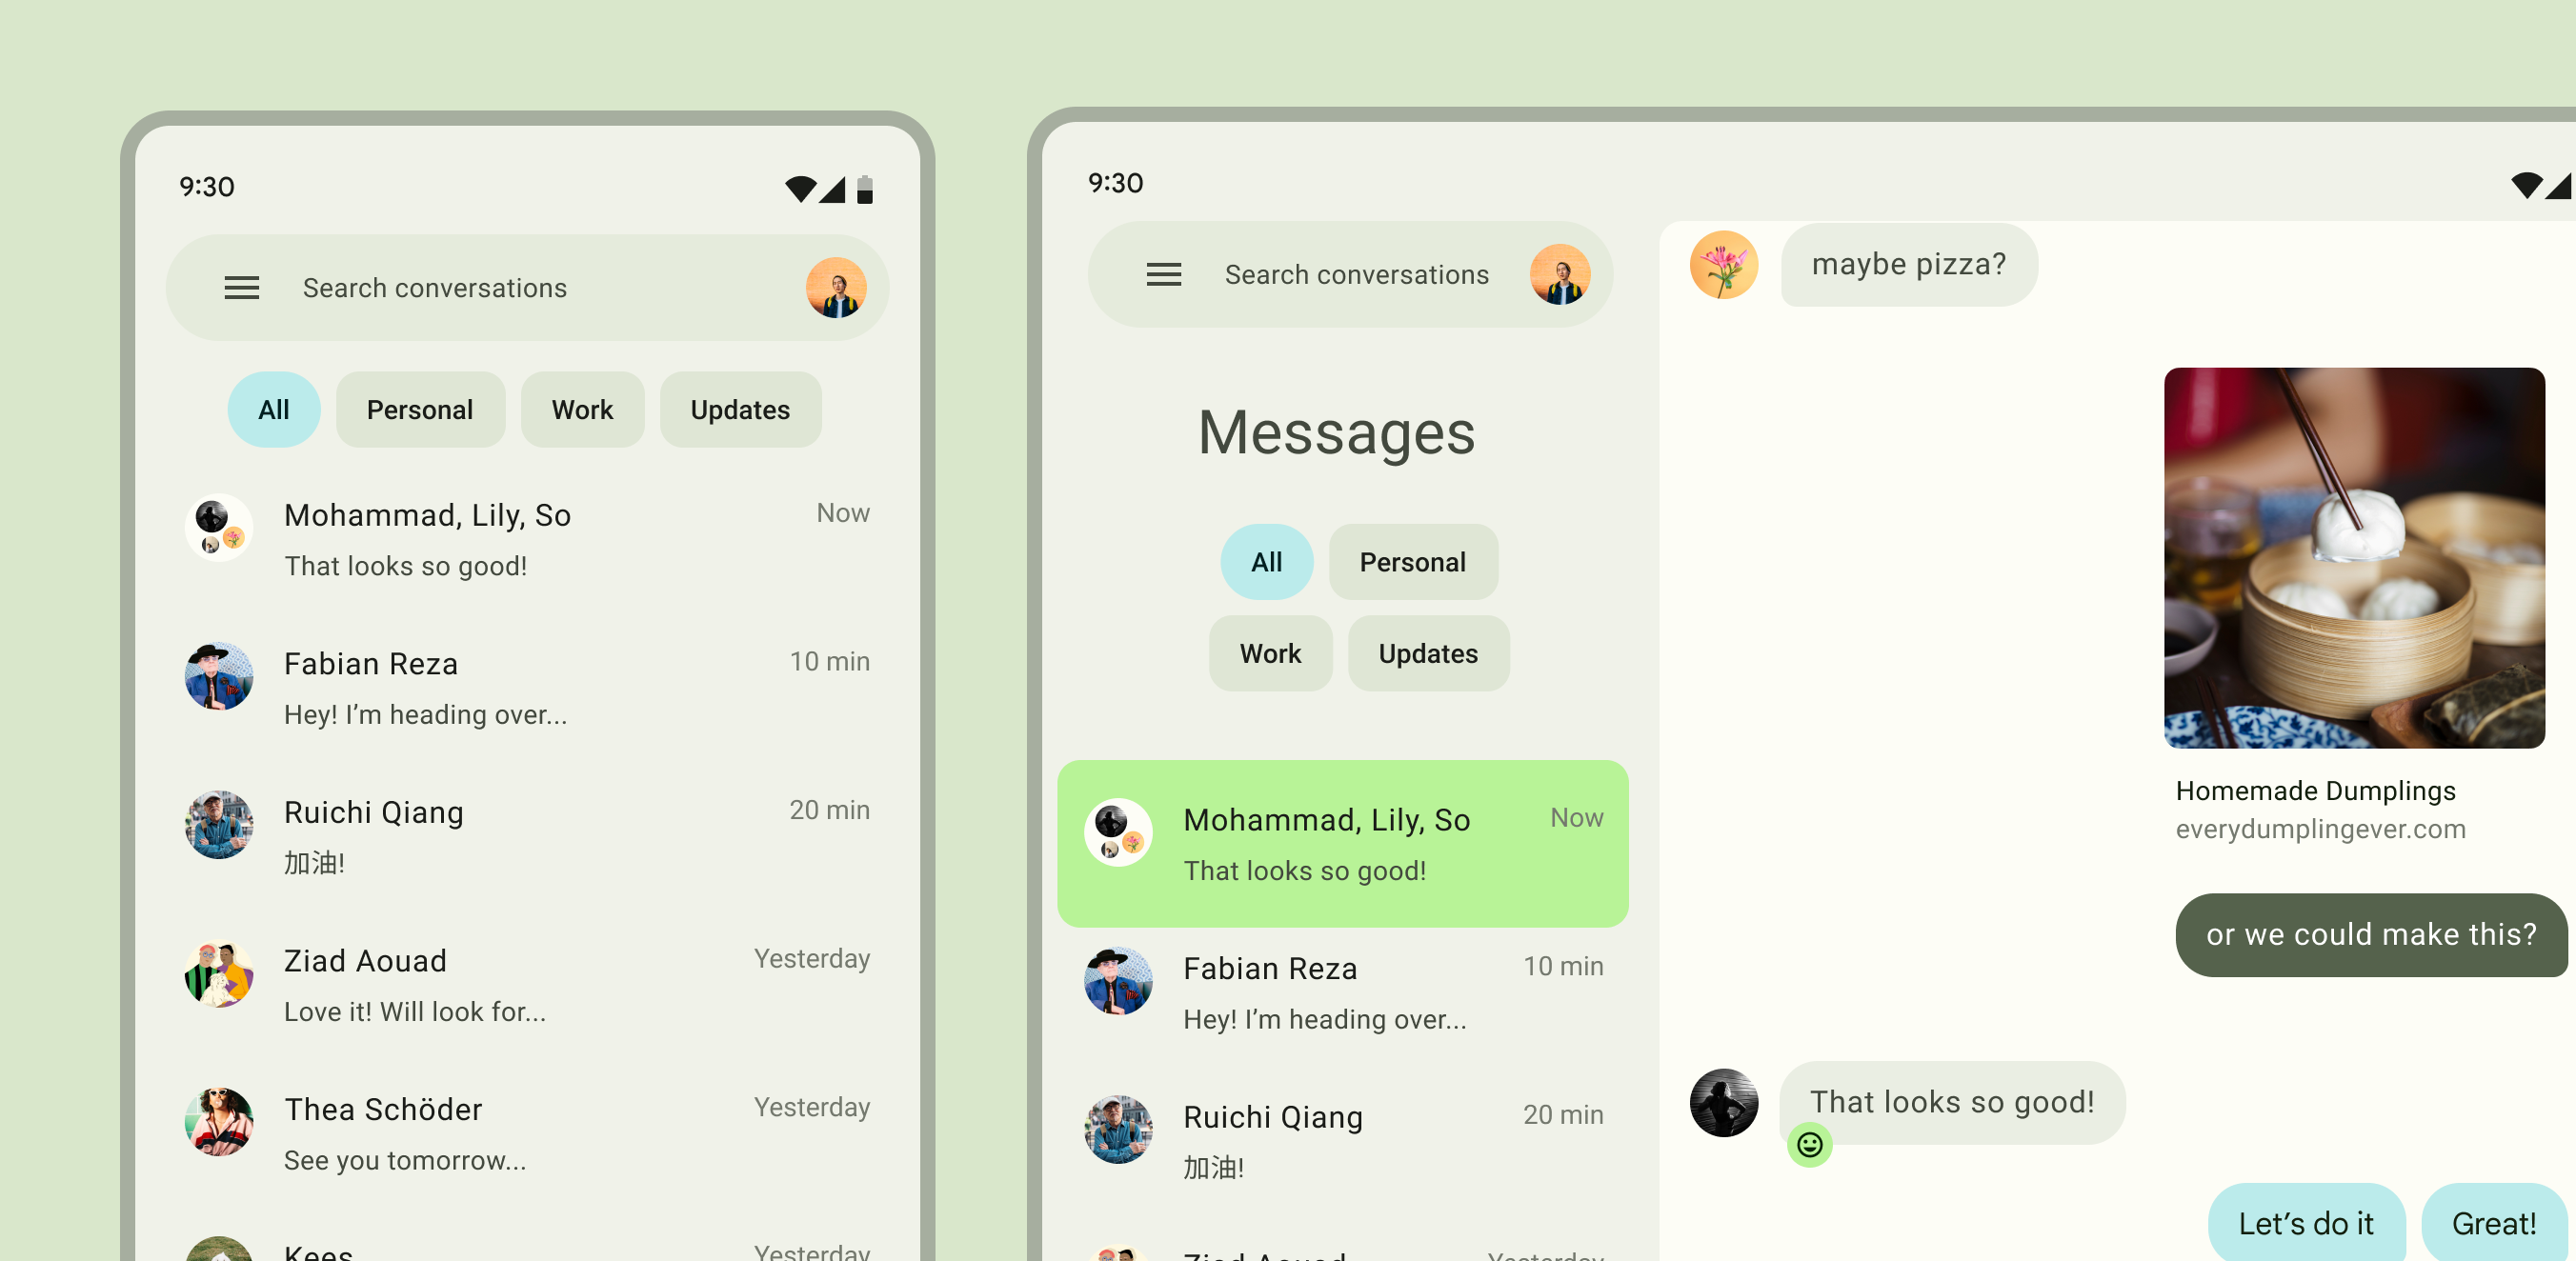 9:30
Search conversations
All
Personal
Work
Updates
Mohammad, Lily, So
Now
That looks so good!
Fabian Reza
10 min
Hey! I’m heading over...
Ruichi Qiang
20 min
加油!
Ziad Aouad
Yesterday
Love it! Will look for...
Thea Schöder
Yesterday
See you tomorrow...
Kees
Yesterday
9:30
Search conversations
Messages
All
Personal
Work
Updates
Mohammad, Lily, So
Now
That looks so good!
Fabian Reza
10 min
Hey! I’m heading over...
Ruichi Qiang
20 min
加油!
Ziad Aouad
Yesterday
maybe pizza?
Homemade Dumplings
everydumplingever.com
or we could make this?
That looks so good!
Let’s do it
Great!